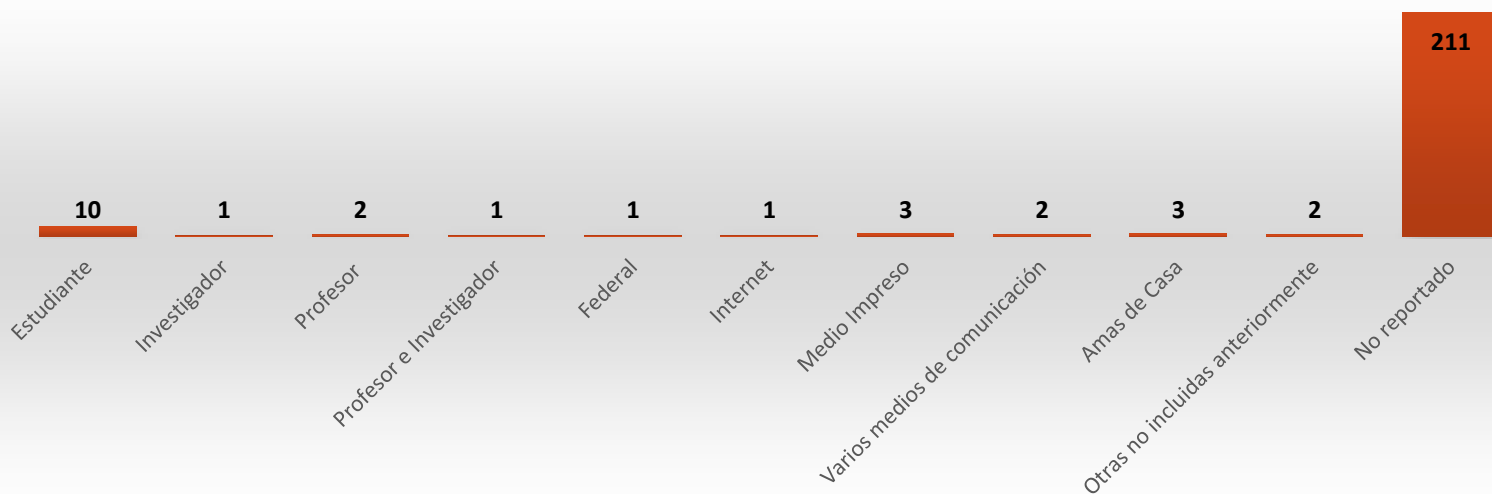 211
10
1
2
1
1
1
3
2
3
2
Estudiante
Investigador
Profesor
Profesor e Investigador
Federal
Internet
Medio Impreso
Varios medios de comunicación
Amas de Casa
Otras no incluidas anteriormente
No reportado